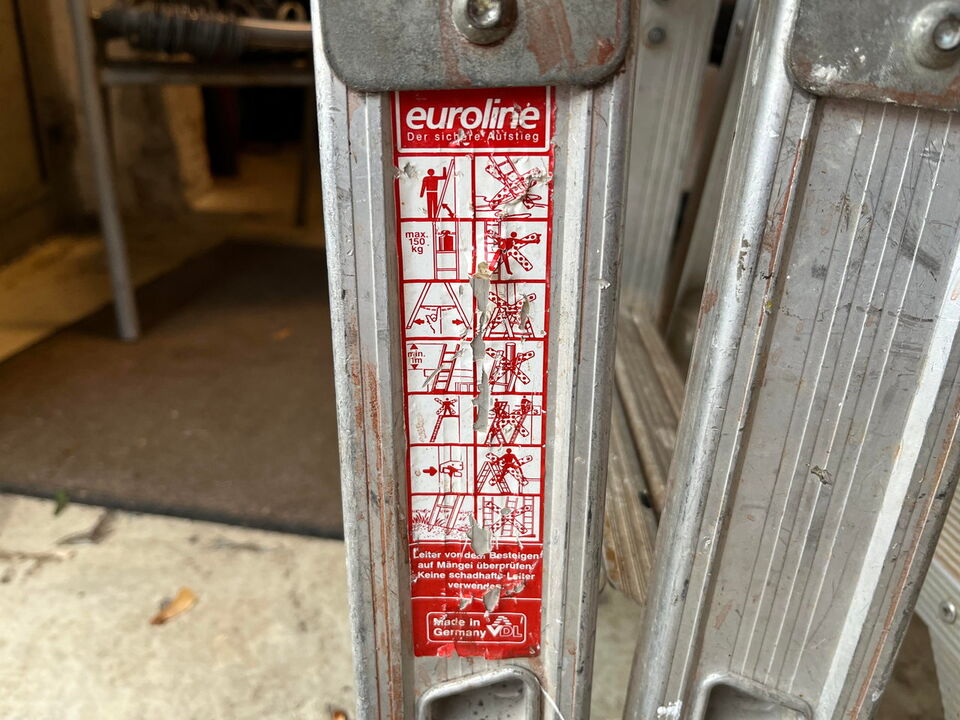 euroline
Der sichere Aufstieg
max.
150
kg
min.
1m
Leiter vor dem Besteigen
auf Mängel überprüfen
Keine schadhafte Leiter
verwenden.
Made in
Germany
VDL